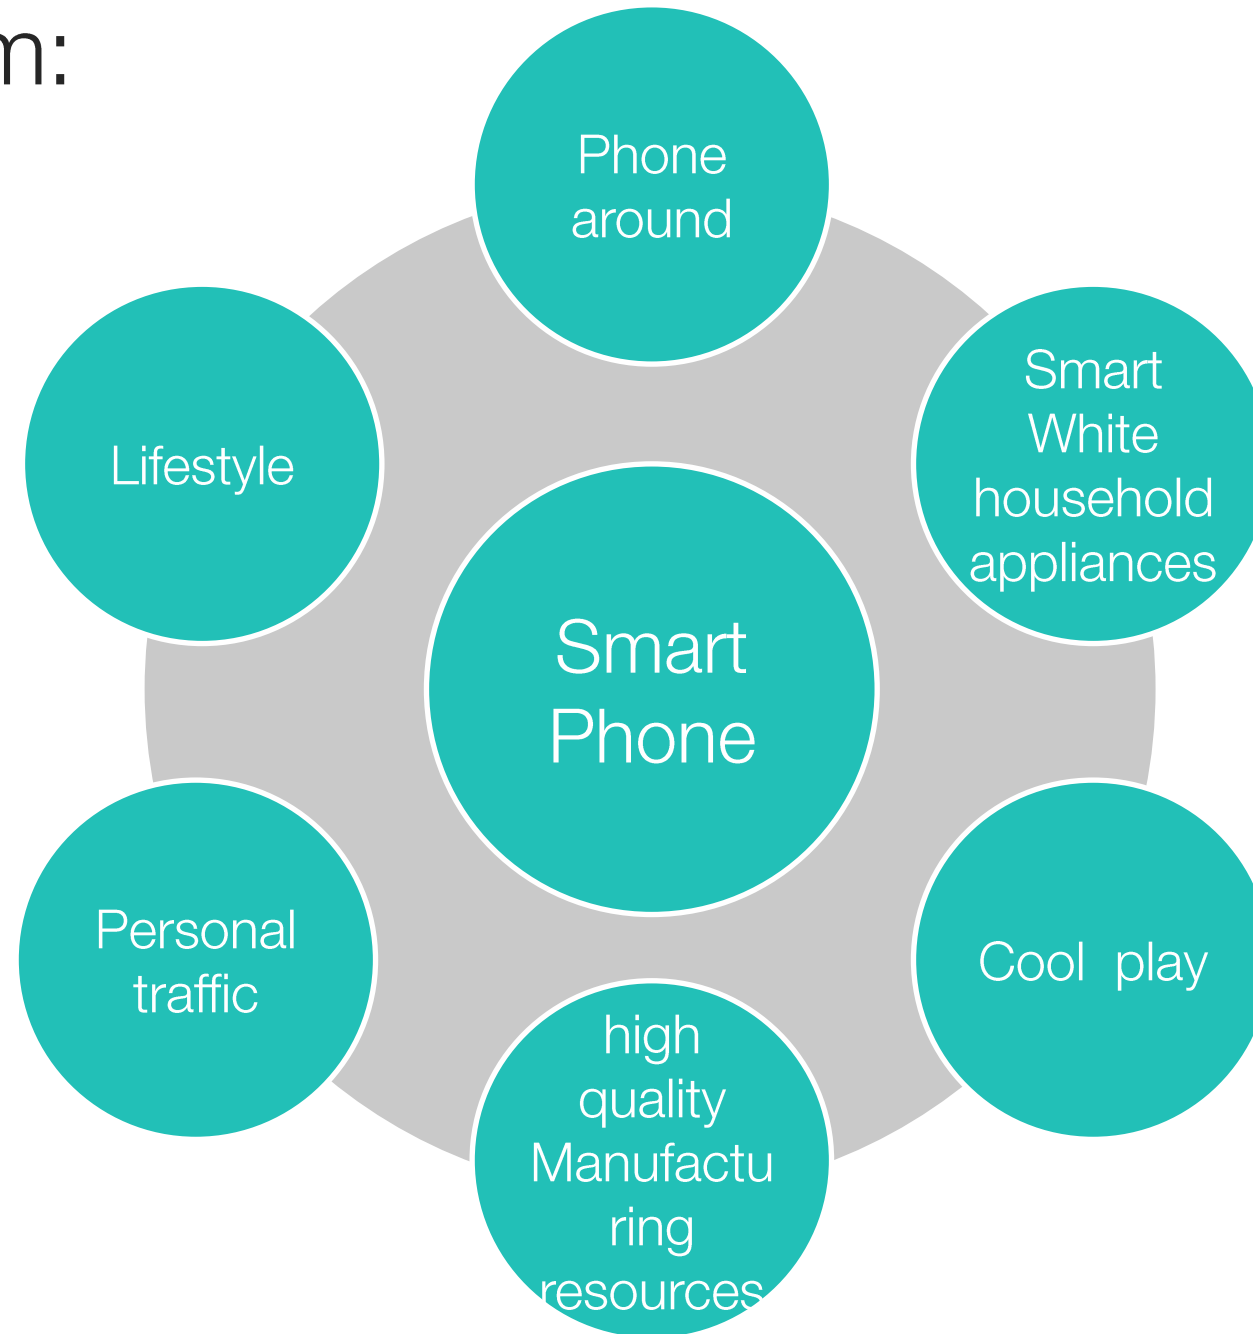 m:
Phone
around
Smart
White
household
appliances
Lifestyle
Smart
Phone
Personal
traffic
Cool play
high
quality
Manufactu
ring
resources